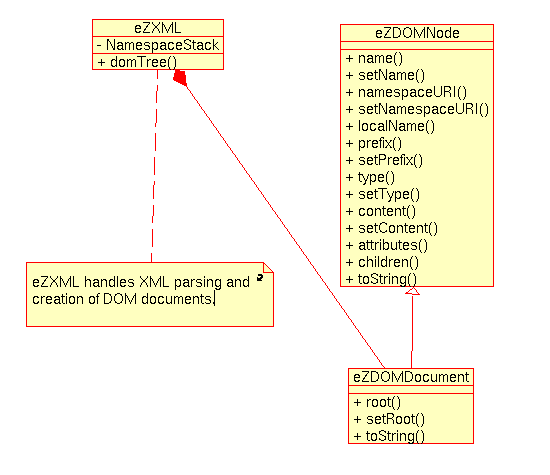 eZXML
- NamespaceStack
+ domTree()
eZDOMNode
+ name()
+ setName()
+ namespaceURI()
+ setNamespaceURI()
+ localName()
+ prefix()
+ setPrefix()
+ type()
+ setType()
+ content()
+ setContent()
+ attributes()
+ children()
+ toString()
eZXML handles XML parsing and
creation of DOM documents.
eZDOMDocument
+ root()
+ setRoot()
+ toString()